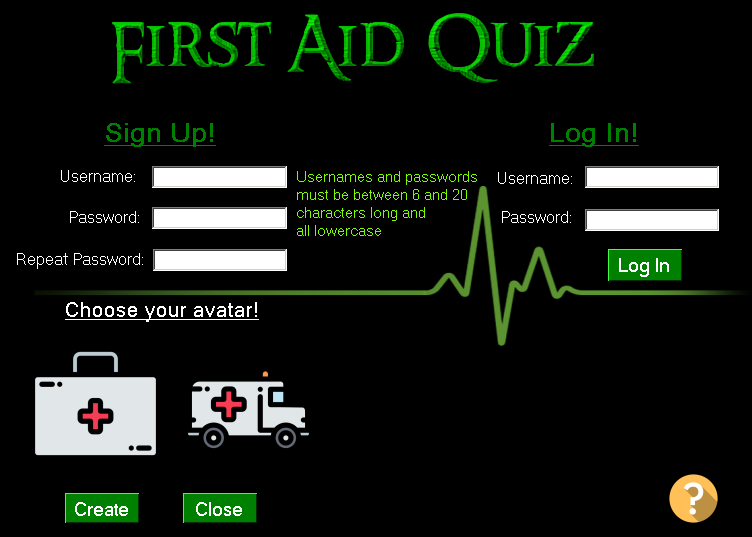 First Aid Quiz
Sign Up!
Username:
Password:
Repeat Password:
Usernames and passwords
must be between 6 and 20
characters long and
all lowercase
Log In!
Username:
Password:
Log In
Choose your avatar!
Create
Close
?